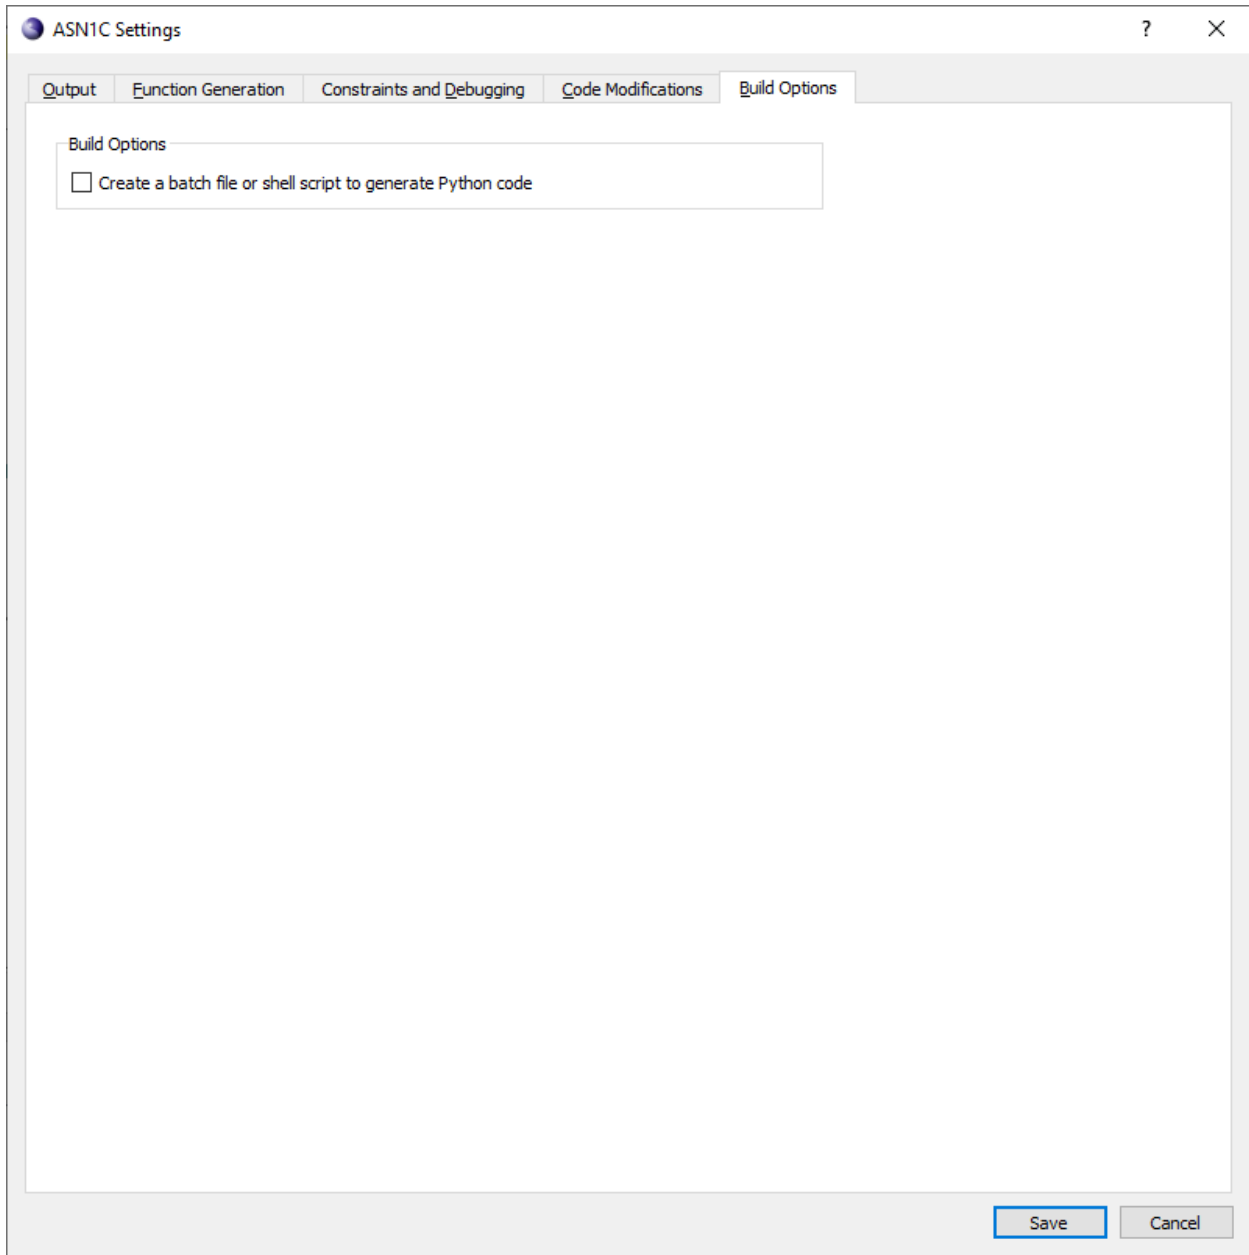 ASN1C Settings ?
Output Function Generation Constraints and Debugging Code Modifications Build Options
Build Options
Create a batch file or shell script to generate Python code
Save Cancel